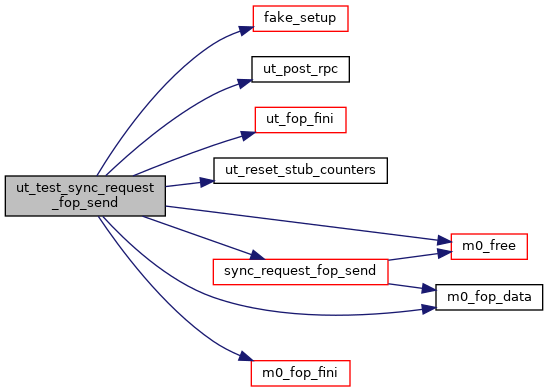 fake_setup
ut_post_rpc
ut_fop_fini
ut_test_sync_request
_fop_send
ut_reset_stub_counters
m0_free
sync_request_fop_send
m0_fop_data
m0_fop_fini